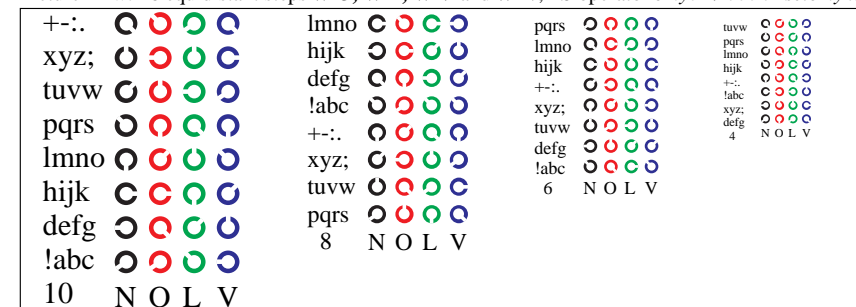 +-:.
xyz;
tuvw
pqrs
lmno
hijk
defg
!abc
10 N O L V
lmno
hijk
defg
!abc
+-:.
xyz;
tuvw
pqrs
8 N O L V
pqrs
lmno
hijk
+-:.
xyz;
tuvw
defg
!abc
6 N O L V
tuvw
pqrs
lmno
hijk
+-:.
!abc
xyz;
defg
4 N O L V